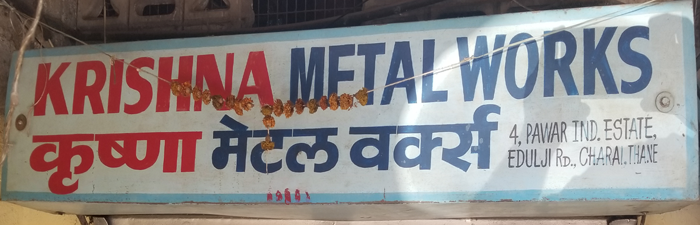 KRISHNA METAL WORKS
कृष्णा मेटल वर्क्स
4, PAWAR IND. ESTATE,
EDULJI RD., CHARAI. THANE